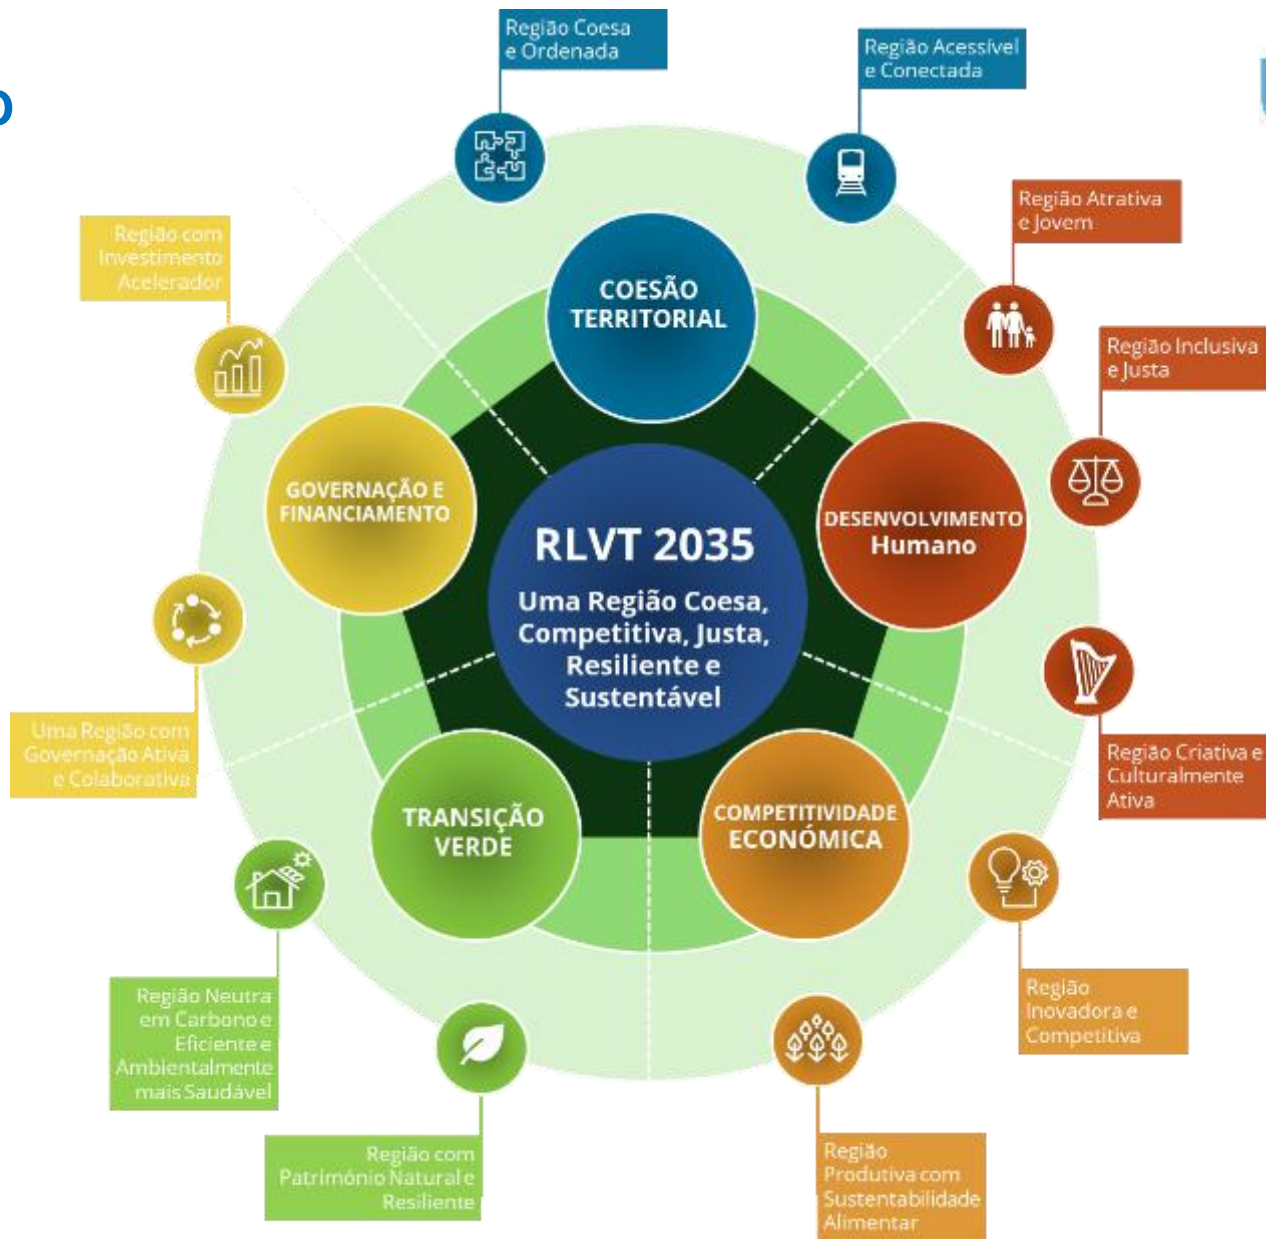 Região Coesa
e Ordenada
Região Acessível
e Conectada
Região Atrativa
e Jovem
Região com
Investimento
Acelerador
Região Inclusiva
e Justa
COESÃO
TERRITORIAL
GOVERNAÇÃO E
FINANCIAMENTO
DESENVOLVIMENTO
Humano
RLVT 2035
Uma Região Coesa,
Competitiva, Justa,
Resiliente e
Sustentável
Uma Região com
Governação Ativa
e Colaborativa
Região Criativa e
Culturalmente
Ativa
TRANSIÇÃO
VERDE
COMPETITIVIDADE
ECONÓMICA
Região Neutra
em Carbono e
Eficiente e
Ambientalmente
mais Saudável
Região
Inovadora e
Competitiva
Região com
Património Natural e
Resiliente
Região
Produtiva com
Sustentabilidade
Alimentar